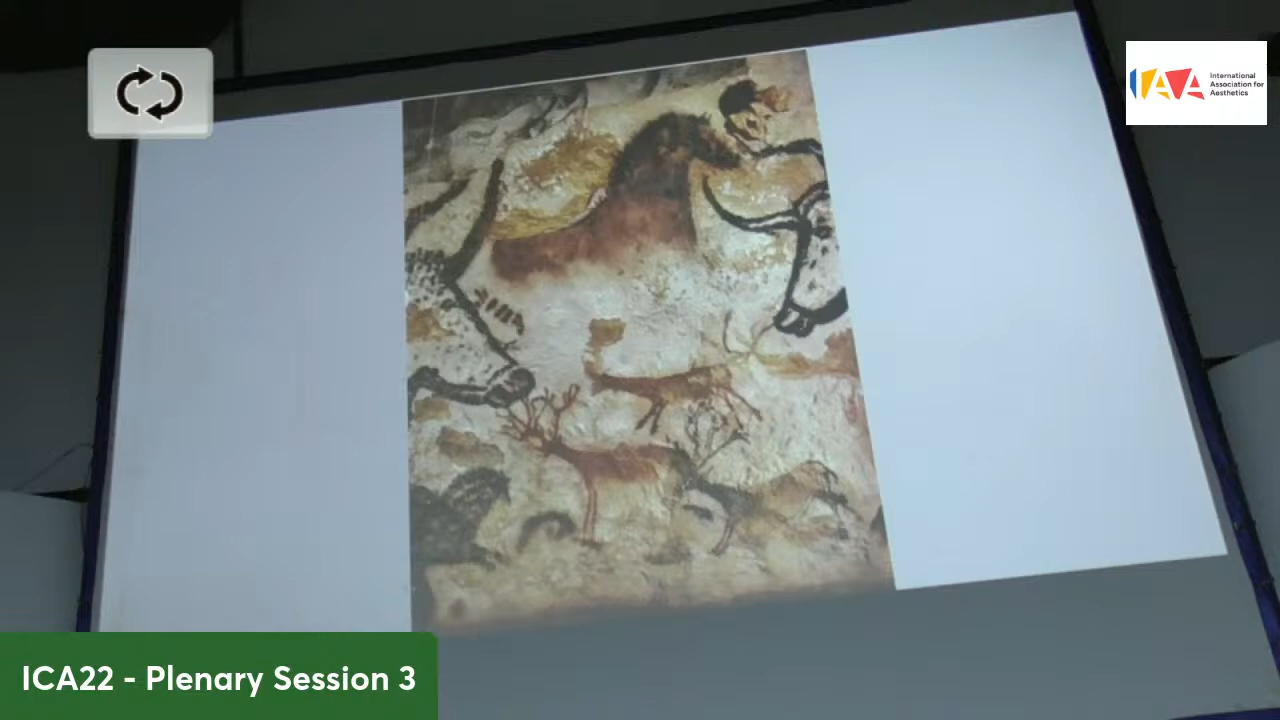 International
Association for
Aesthetics
ICA22 - Plenary Session 3